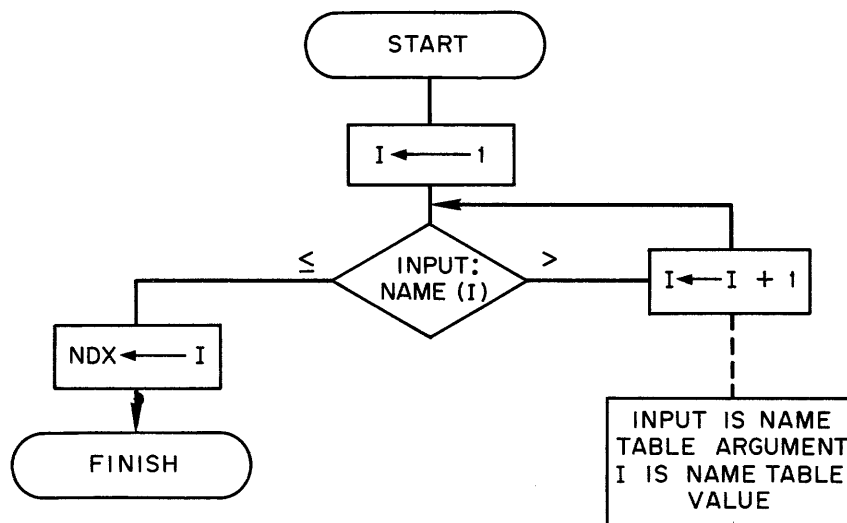 START
I ← 1
≤
INPUT:
NAME (I)
>
I ← I + 1
NDX ← I
FINISH
INPUT IS NAME
TABLE ARGUMENT
I IS NAME TABLE
VALUE